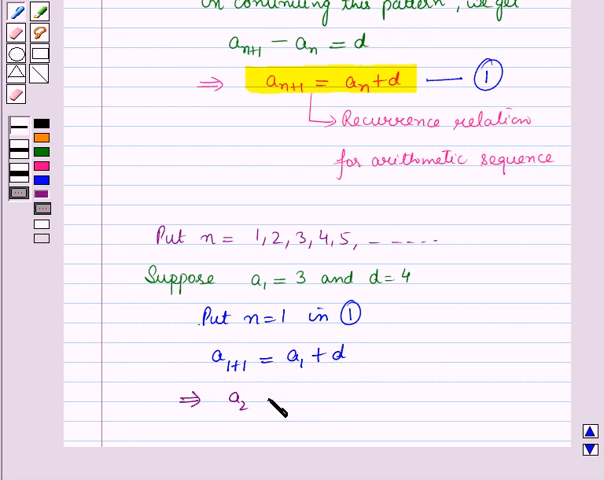 On continuing this pattern, we get
aₙ₊₁ − aₙ = d
⇒ aₙ₊₁ = aₙ + d —— ①
↳ Recurrence relation
for arithmetic sequence
Put n = 1, 2, 3, 4, 5, ------
Suppose a₁ = 3 and d = 4
Put n = 1 in ①
a₁₊₁ = a₁ + d
⇒ a₂